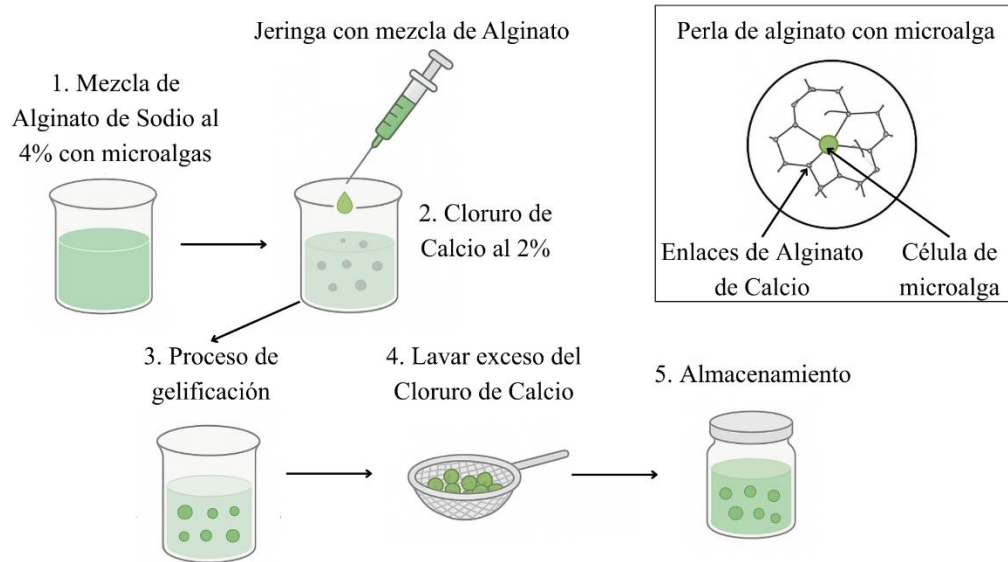 Jeringa con mezcla de Alginato
1. Mezcla de
Alginato de Sodio al
4% con microalgas
2. Cloruro de
Calcio al 2%
Perla de alginato con microalga
Enlaces de Alginato
de Calcio
Célula de
microalga
3. Proceso de
gelificación
4. Lavar exceso del
Cloruro de Calcio
5. Almacenamiento